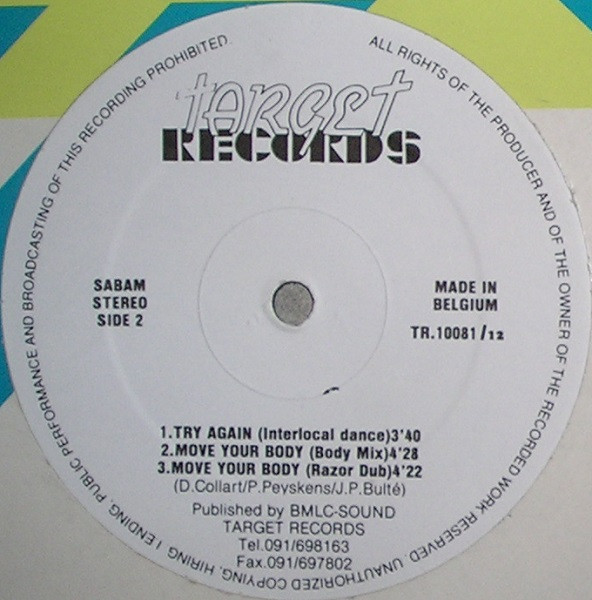 ALL RIGHTS OF THE PRODUCER AND OF THE OWNER OF THE RECORDED WORK RESERVED. UNAUTHORIZED COPYING, HIRING, LENDING, PUBLIC PERFORMANCE AND BROADCASTING OF THIS RECORDING PROHIBITED.
TARGET
RECORDS
SABAM
STEREO
SIDE 2
MADE IN
BELGIUM
TR.10081/12
1.TRY AGAIN (Interlocal dance)3'40
2.MOVE YOUR BODY (Body Mix)4'28
3.MOVE YOUR BODY (Razor Dub)4'22
(D.Collart/P.Peyskens/J.P.Bulté)
Published by BMLC-SOUND
TARGET RECORDS
Tel.091/698163
Fax.091/697802